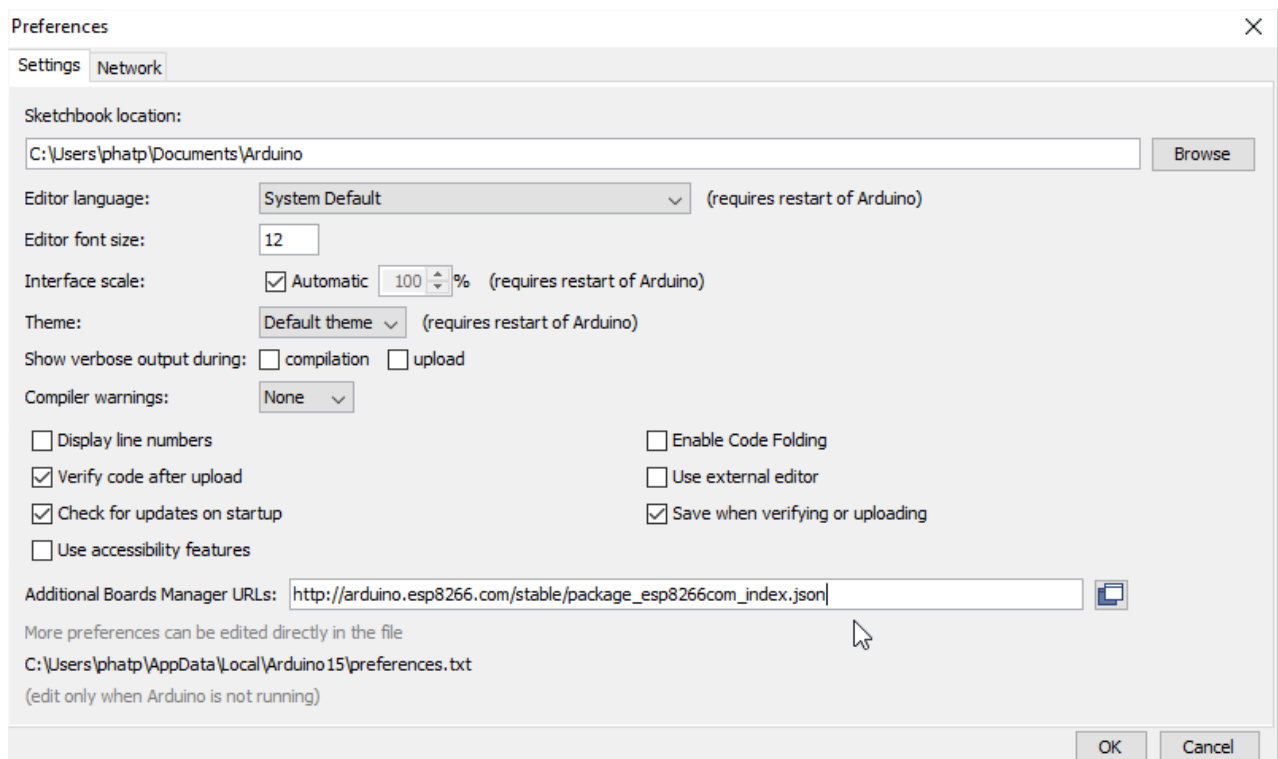 Preferences
Settings Network
Sketchbook location:
C:\Users\phatp\Documents\Arduino Browse
Editor language: System Default (requires restart of Arduino)
Editor font size: 12
Interface scale: Automatic 100 % (requires restart of Arduino)
Theme: Default theme (requires restart of Arduino)
Show verbose output during: compilation upload
Compiler warnings: None
Display line numbers Enable Code Folding
Verify code after upload Use external editor
Check for updates on startup Save when verifying or uploading
Use accessibility features
Additional Boards Manager URLs: http://arduino.esp8266.com/stable/package_esp8266com_index.json
More preferences can be edited directly in the file
C:\Users\phatp\AppData\Local\Arduino15\preferences.txt
(edit only when Arduino is not running)
OK Cancel